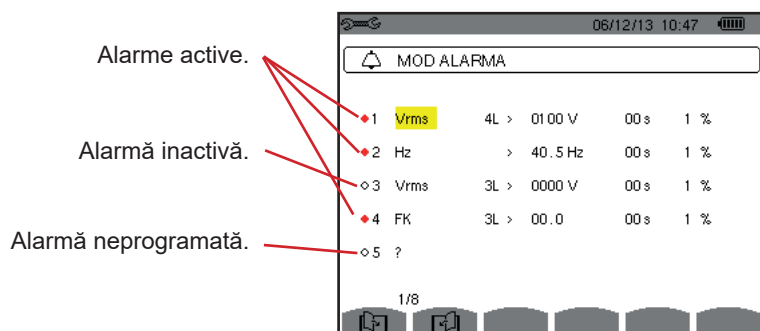 06/12/13 10:47
MOD ALARMA
Alarme active.
1 Vrms 4L > 0100 V 00 s 1 %
2 Hz > 40.5 Hz 00 s 1 %
Alarmă inactivă.
3 Vrms 3L > 0000 V 00 s 1 %
4 FK 3L > 00.0 00 s 1 %
Alarmă neprogramată.
5 ?
1/8